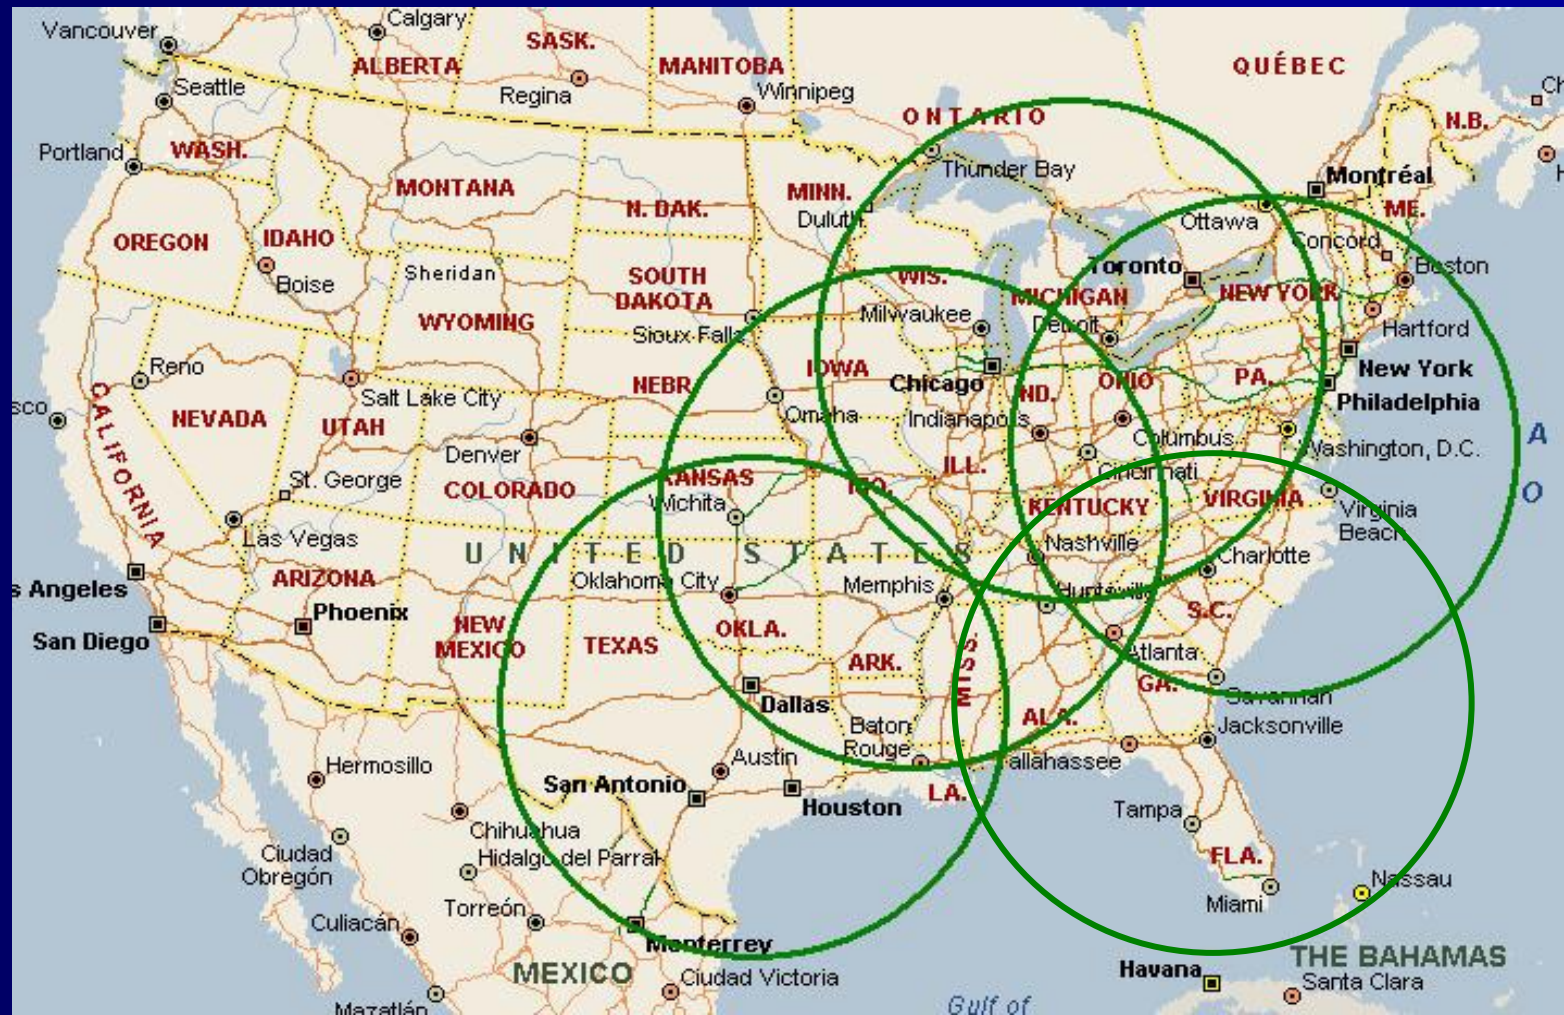 Vancouver
Calgary
SASK.
ALBERTA
MANITOBA
QUÉBEC
Seattle
Regina
Winnipeg
ONTARIO
N.B.
Portland
WASH.
Thunder Bay
Montréal
MONTANA
MINN.
N. DAK.
Duluth
ME.
Ottawa
OREGON
IDAHO
Concord
Sheridan
SOUTH
DAKOTA
WIS.
Toronto
Boston
Boise
MICHIGAN
NEW YORK
WYOMING
Milwaukee
Detroit
Sioux Falls
Hartford
Reno
IOWA
New York
NEBR
Chicago
OHIO
PA.
Salt Lake City
ND.
Philadelphia
sco
CALIFORNIA
NEVADA
UTAH
Omaha
Indianapolis
Columbus
A
Denver
Washington, D.C.
ILL.
Cincinnati
St. George
COLORADO
KANSAS
MO.
Wichita
KENTUCKY
VIRGINIA
O
Virginia
Beach
Las Vegas
UNITED STATES
Nashville
Charlotte
s Angeles
ARIZONA
Oklahoma City
Memphis
Huntsville
Phoenix
S.C.
San Diego
NEW
MEXICO
TEXAS
OKLA.
ARK.
MISS.
Atlanta
GA.
Dallas
Savannah
Baton
Rouge
ALA.
Jacksonville
Hermosillo
Austin
allahassee
San Antonio
Houston
LA.
Tampa
Chihuahua
Ciudad
Obregón
Hidalgo del Parral
FLA.
Nassau
Torreón
Miami
Culiacán
Monterrey
MEXICO
Ciudad Victoria
Havana
THE BAHAMAS
Santa Clara
Mazatlán
Gulf of